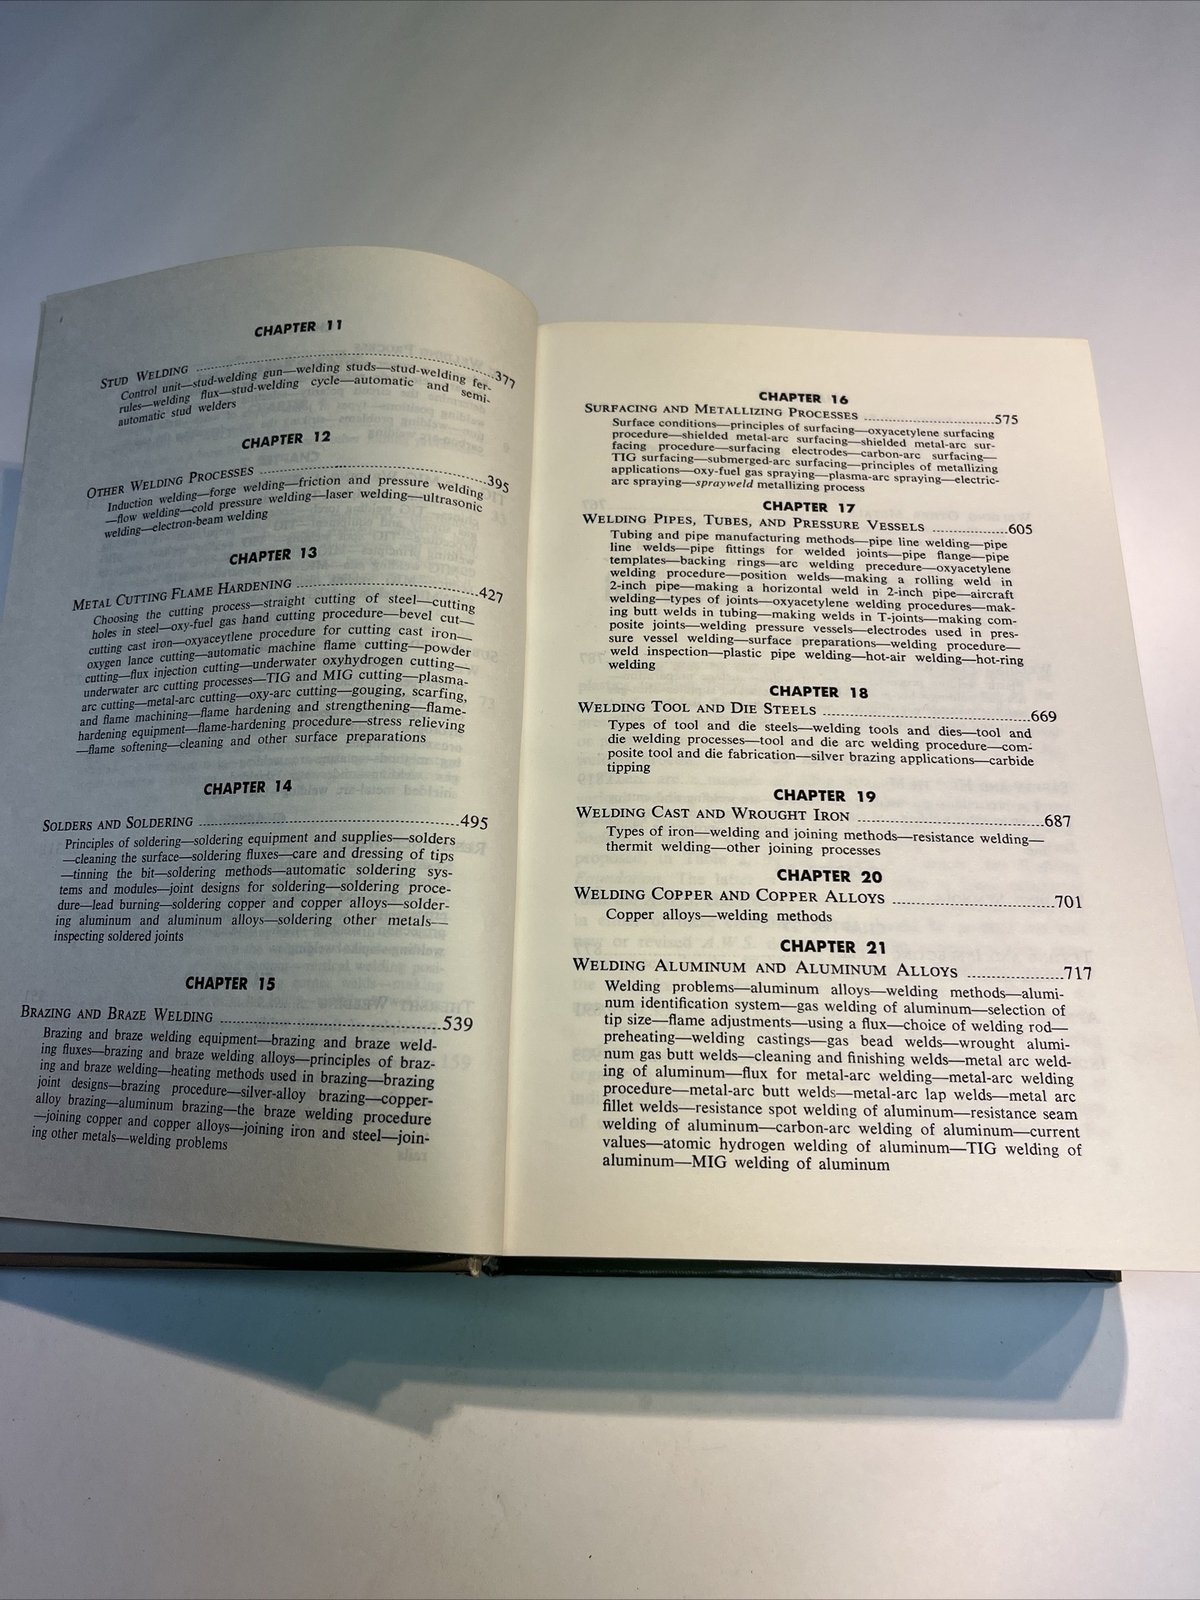 CHAPTER 11
STUD WELDING ........ 377
Control unit—stud-welding gun—welding studs—stud-welding fer-
rules—welding flux—stud-welding cycle—automatic and semi-
automatic stud welders
CHAPTER 12
OTHER WELDING PROCESSES ........ 395
Induction welding—forge welding—friction and pressure welding
—flow welding—cold pressure welding—laser welding—ultrasonic
welding—electron-beam welding
CHAPTER 13
METAL CUTTING FLAME HARDENING ........ 427
Choosing the cutting process—straight cutting of steel—cutting
holes in steel—oxy-fuel gas hand cutting procedure—bevel cut—
cutting cast iron—oxyaceytlene procedure for cutting cast iron—
oxygen lance cutting—automatic machine flame cutting—powder
cutting—flux injection cutting—underwater oxyhydrogen cutting—
underwater arc cutting processes—TIG and MIG cutting—plasma-
arc cutting—metal-arc cutting—oxy-arc cutting—gouging, scarfing,
and flame machining—flame hardening and strengthening—flame-
hardening equipment—flame-hardening procedure—stress relieving
—flame softening—cleaning and other surface preparations
CHAPTER 14
SOLDERS AND SOLDERING ........ 495
Principles of soldering—soldering equipment and supplies—solders
—cleaning the surface—soldering fluxes—care and dressing of tips
—tinning the bit—soldering methods—automatic soldering sys-
tems and modules—joint designs for soldering—soldering proce-
dure—lead burning—soldering copper and copper alloys—solder-
ing aluminum and aluminum alloys—soldering other metals—
inspecting soldered joints
CHAPTER 15
BRAZING AND BRAZE WELDING ........ 539
Brazing and braze welding equipment—brazing and braze weld-
ing fluxes—brazing and braze welding alloys—principles of braz-
ing and braze welding—heating methods used in brazing—brazing
joint designs—brazing procedure—silver-alloy brazing—copper-
alloy brazing—aluminum brazing—the braze welding procedure
—joining copper and copper alloys—joining iron and steel—join-
ing other metals—welding problems
CHAPTER 16
SURFACING AND METALLIZING PROCESSES ........ 575
Surface conditions—principles of surfacing—oxyacetylene surfacing
procedure—shielded metal-arc surfacing—shielded metal-arc sur-
facing procedure—surfacing electrodes—carbon-arc surfacing—
TIG surfacing—submerged-arc surfacing—principles of metallizing
applications—oxy-fuel gas spraying—plasma-arc spraying—electric-
arc spraying—sprayweld metallizing process
CHAPTER 17
WELDING PIPES, TUBES, AND PRESSURE VESSELS ........ 605
Tubing and pipe manufacturing methods—pipe line welding—pipe
line welds—pipe fittings for welded joints—pipe flange—pipe
templates—backing rings—arc welding precedure—oxyacetylene
welding procedure—position welds—making a rolling weld in
2-inch pipe—making a horizontal weld in 2-inch pipe—aircraft
welding—types of joints—oxyacetylene welding procedures—mak-
ing butt welds in tubing—making welds in T-joints—making com-
posite joints—welding pressure vessels—electrodes used in pres-
sure vessel welding—surface preparations—welding procedure—
weld inspection—plastic pipe welding—hot-air welding—hot-ring
welding
CHAPTER 18
WELDING TOOL AND DIE STEELS ........ 669
Types of tool and die steels—welding tools and dies—tool and
die welding processes—tool and die arc welding procedure—com-
posite tool and die fabrication—silver brazing applications—carbide
tipping
CHAPTER 19
WELDING CAST AND WROUGHT IRON ........ 687
Types of iron—welding and joining methods—resistance welding—
thermit welding—other joining processes
CHAPTER 20
WELDING COPPER AND COPPER ALLOYS ........ 701
Copper alloys—welding methods
CHAPTER 21
WELDING ALUMINUM AND ALUMINUM ALLOYS ........ 717
Welding problems—aluminum alloys—welding methods—alumi-
num identification system—gas welding of aluminum—selection of
tip size—flame adjustments—using a flux—choice of welding rod—
preheating—welding castings—gas bead welds—wrought alumi-
num gas butt welds—cleaning and finishing welds—metal arc weld-
ing of aluminum—flux for metal-arc welding—metal-arc welding
procedure—metal-arc butt welds—metal-arc lap welds—metal arc
fillet welds—resistance spot welding of aluminum—resistance seam
welding of aluminum—carbon-arc welding of aluminum—current
values—atomic hydrogen welding of aluminum—TIG welding of
aluminum—MIG welding of aluminum